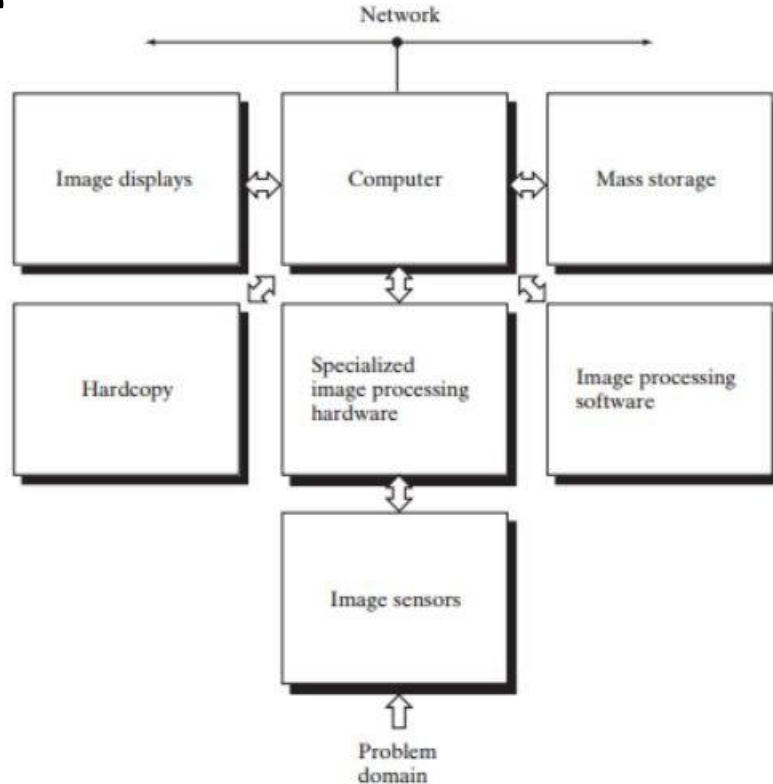 Network
Image displays
Computer
Mass storage
Hardcopy
Specialized
image processing
hardware
Image processing
software
Image sensors
Problem
domain